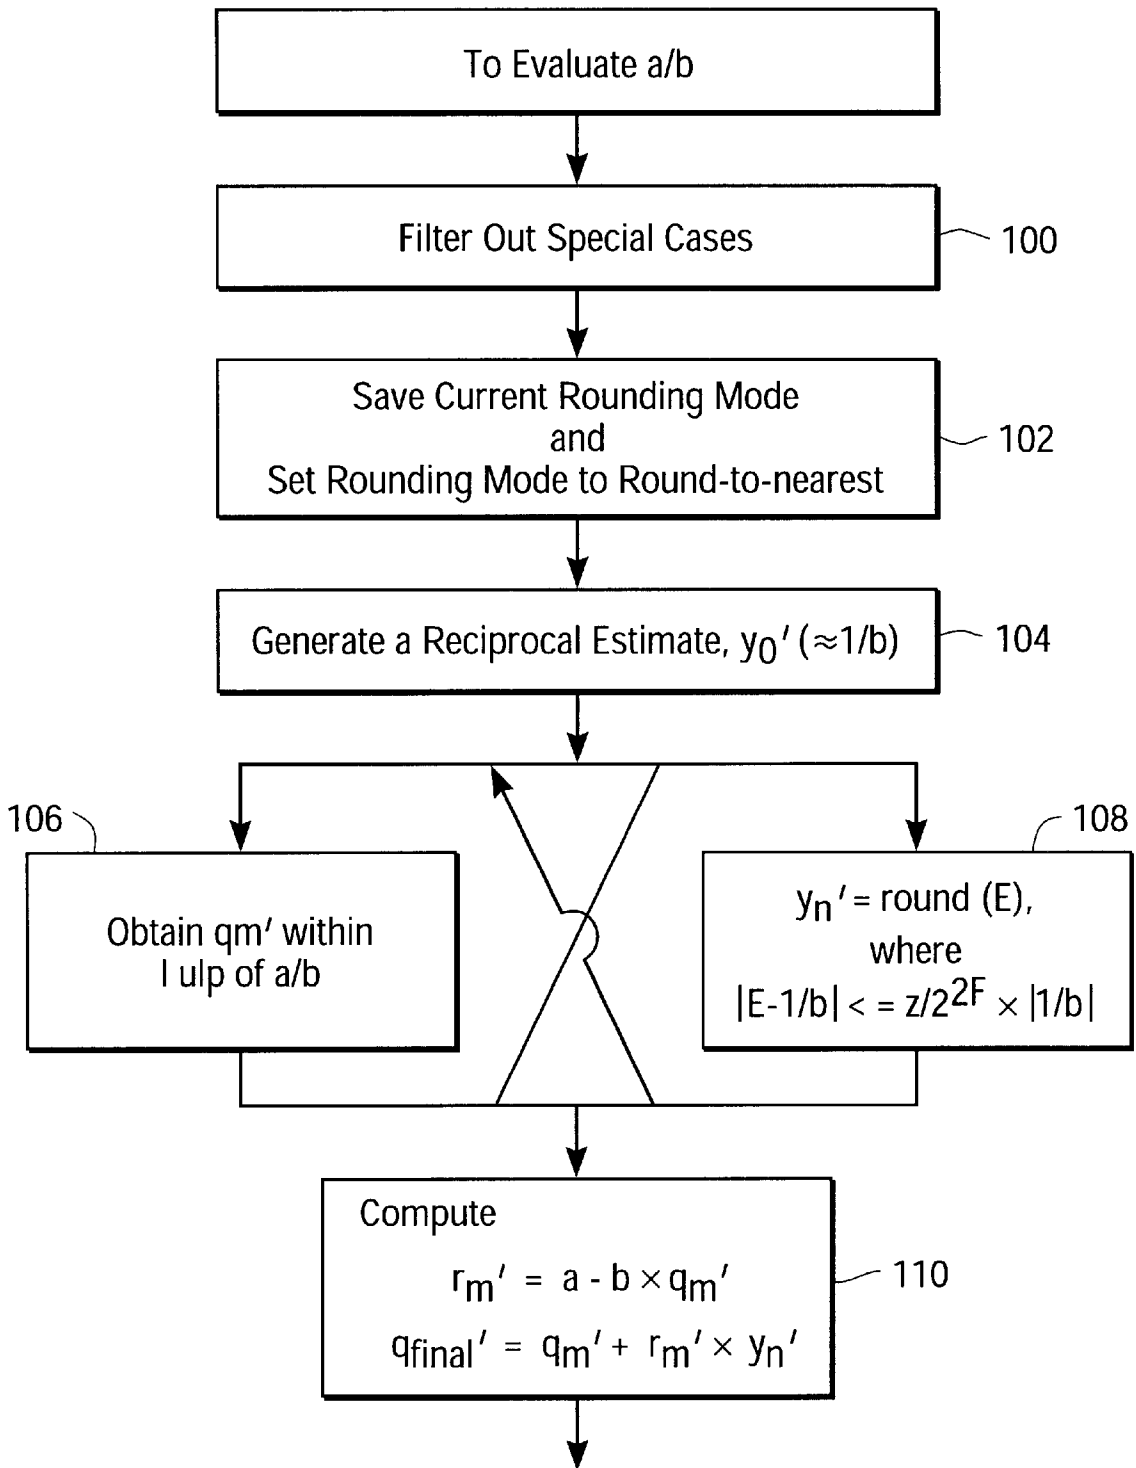 To Evaluate a/b
Filter Out Special Cases
100
Save Current Rounding Mode
and
Set Rounding Mode to Round-to-nearest
102
Generate a Reciprocal Estimate, y0′ (≈1/b)
104
106
Obtain qm′ within
l ulp of a/b
108
yn′ = round (E),
where
|E-1/b| < = z/2^2F × |1/b|
Compute
rm′ = a - b × qm′
qfinal′ = qm′ + rm′ × yn′
110